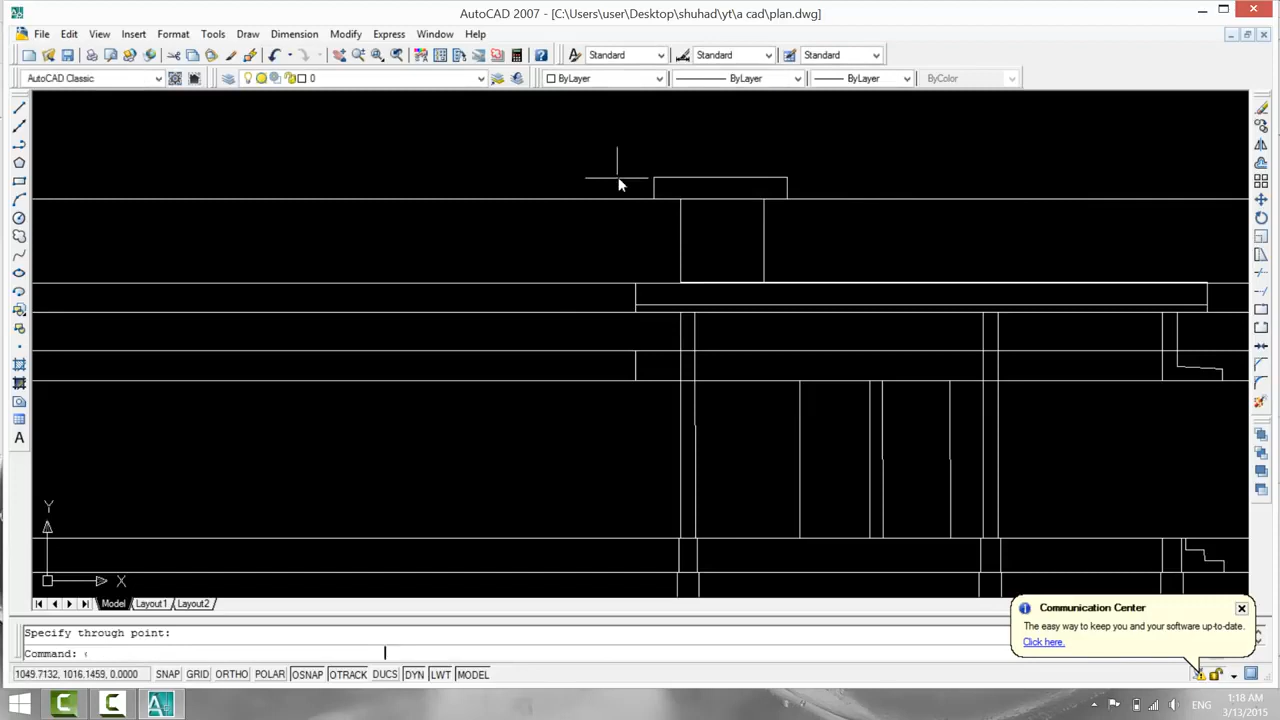 AutoCAD 2007 - [C:\Users\user\Desktop\shuhad\yt\a cad\plan.dwg]
File Edit View Insert Format Tools Draw Dimension Modify Express Window Help
Standard Standard Standard
AutoCAD Classic 0 ByLayer ByLayer ByLayer ByColor
Y
X
Model Layout1 Layout2
Communication Center
The easy way to keep you and your software up-to-date.
Click here.
Specify through point:
Command:
1049.7132, 1016.1459, 0.0000 SNAP GRID ORTHO POLAR OSNAP OTRACK DUCS DYN LWT MODEL
ENG
1:18 AM
3/13/2015